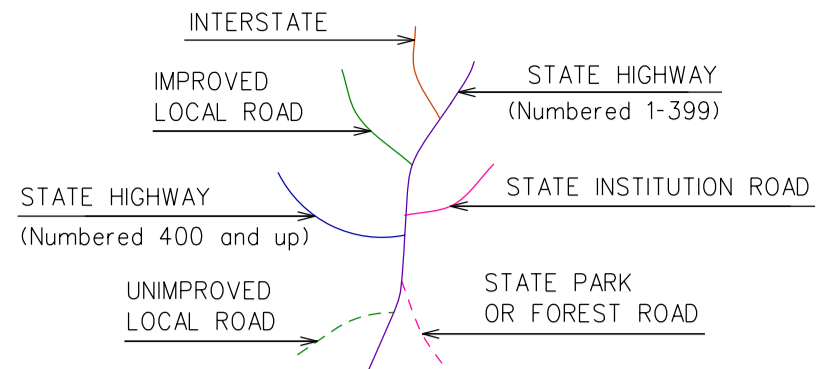 INTERSTATE
STATE HIGHWAY
(Numbered 1-399)
IMPROVED
LOCAL ROAD
STATE INSTITUTION ROAD
STATE HIGHWAY
(Numbered 400 and up)
STATE PARK
OR FOREST ROAD
UNIMPROVED
LOCAL ROAD